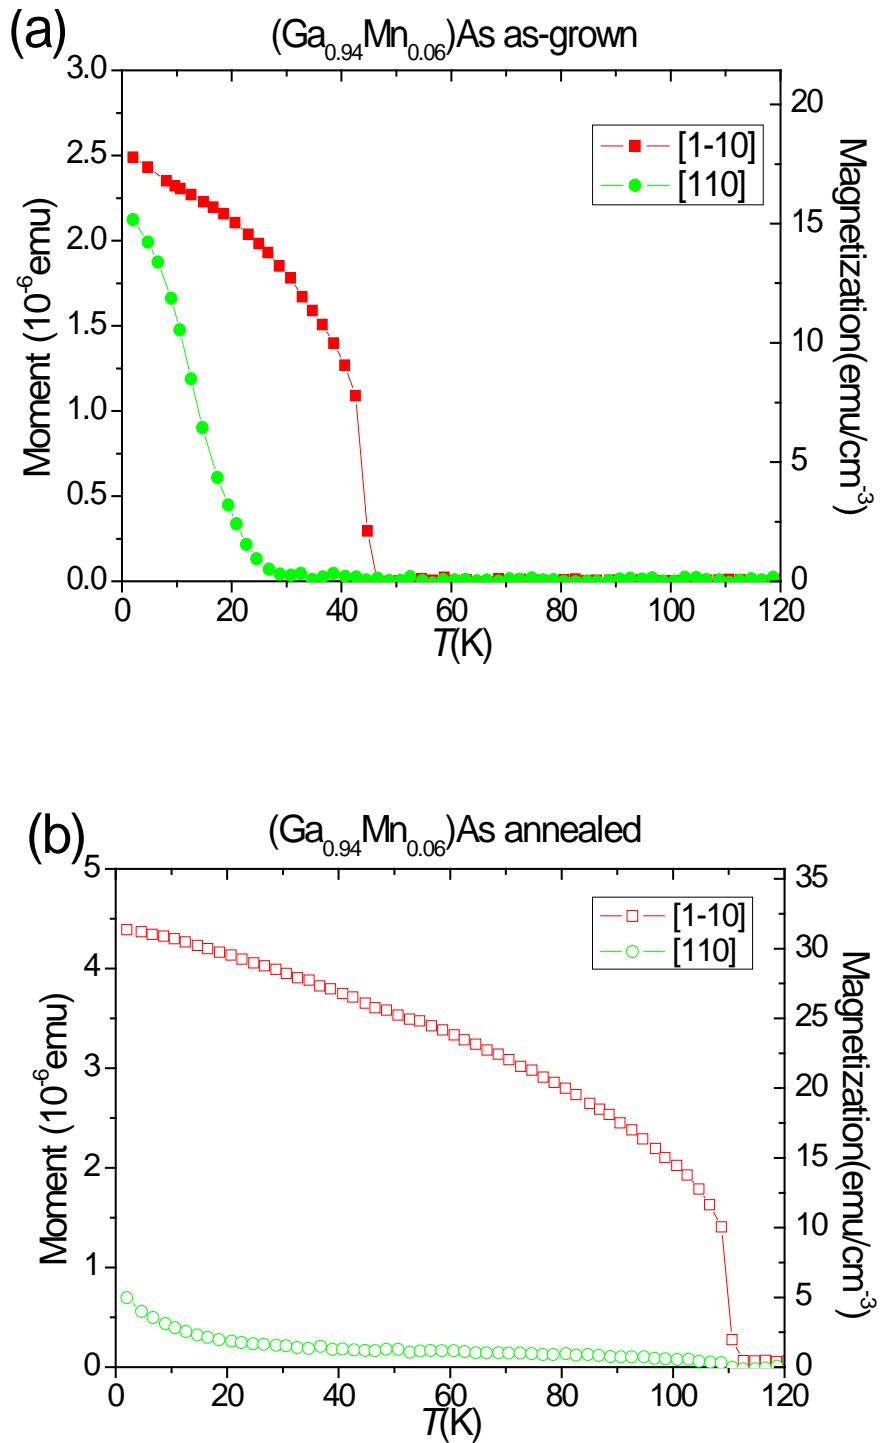 (a)
(Ga0.94Mn0.06)As as-grown
3.0
2.5
2.0
1.5
1.0
0.5
0.0
Moment (10-6emu)
[1-10]
[110]
20
15
10
5
0
Magnetization(emu/cm-3)
0 20 40 60 80 100 120
T(K)
(b)
(Ga0.94Mn0.06)As annealed
5
4
3
2
1
0
Moment (10-6emu)
[1-10]
[110]
35
30
25
20
15
10
5
0
Magnetization(emu/cm-3)
0 20 40 60 80 100 120
T(K)